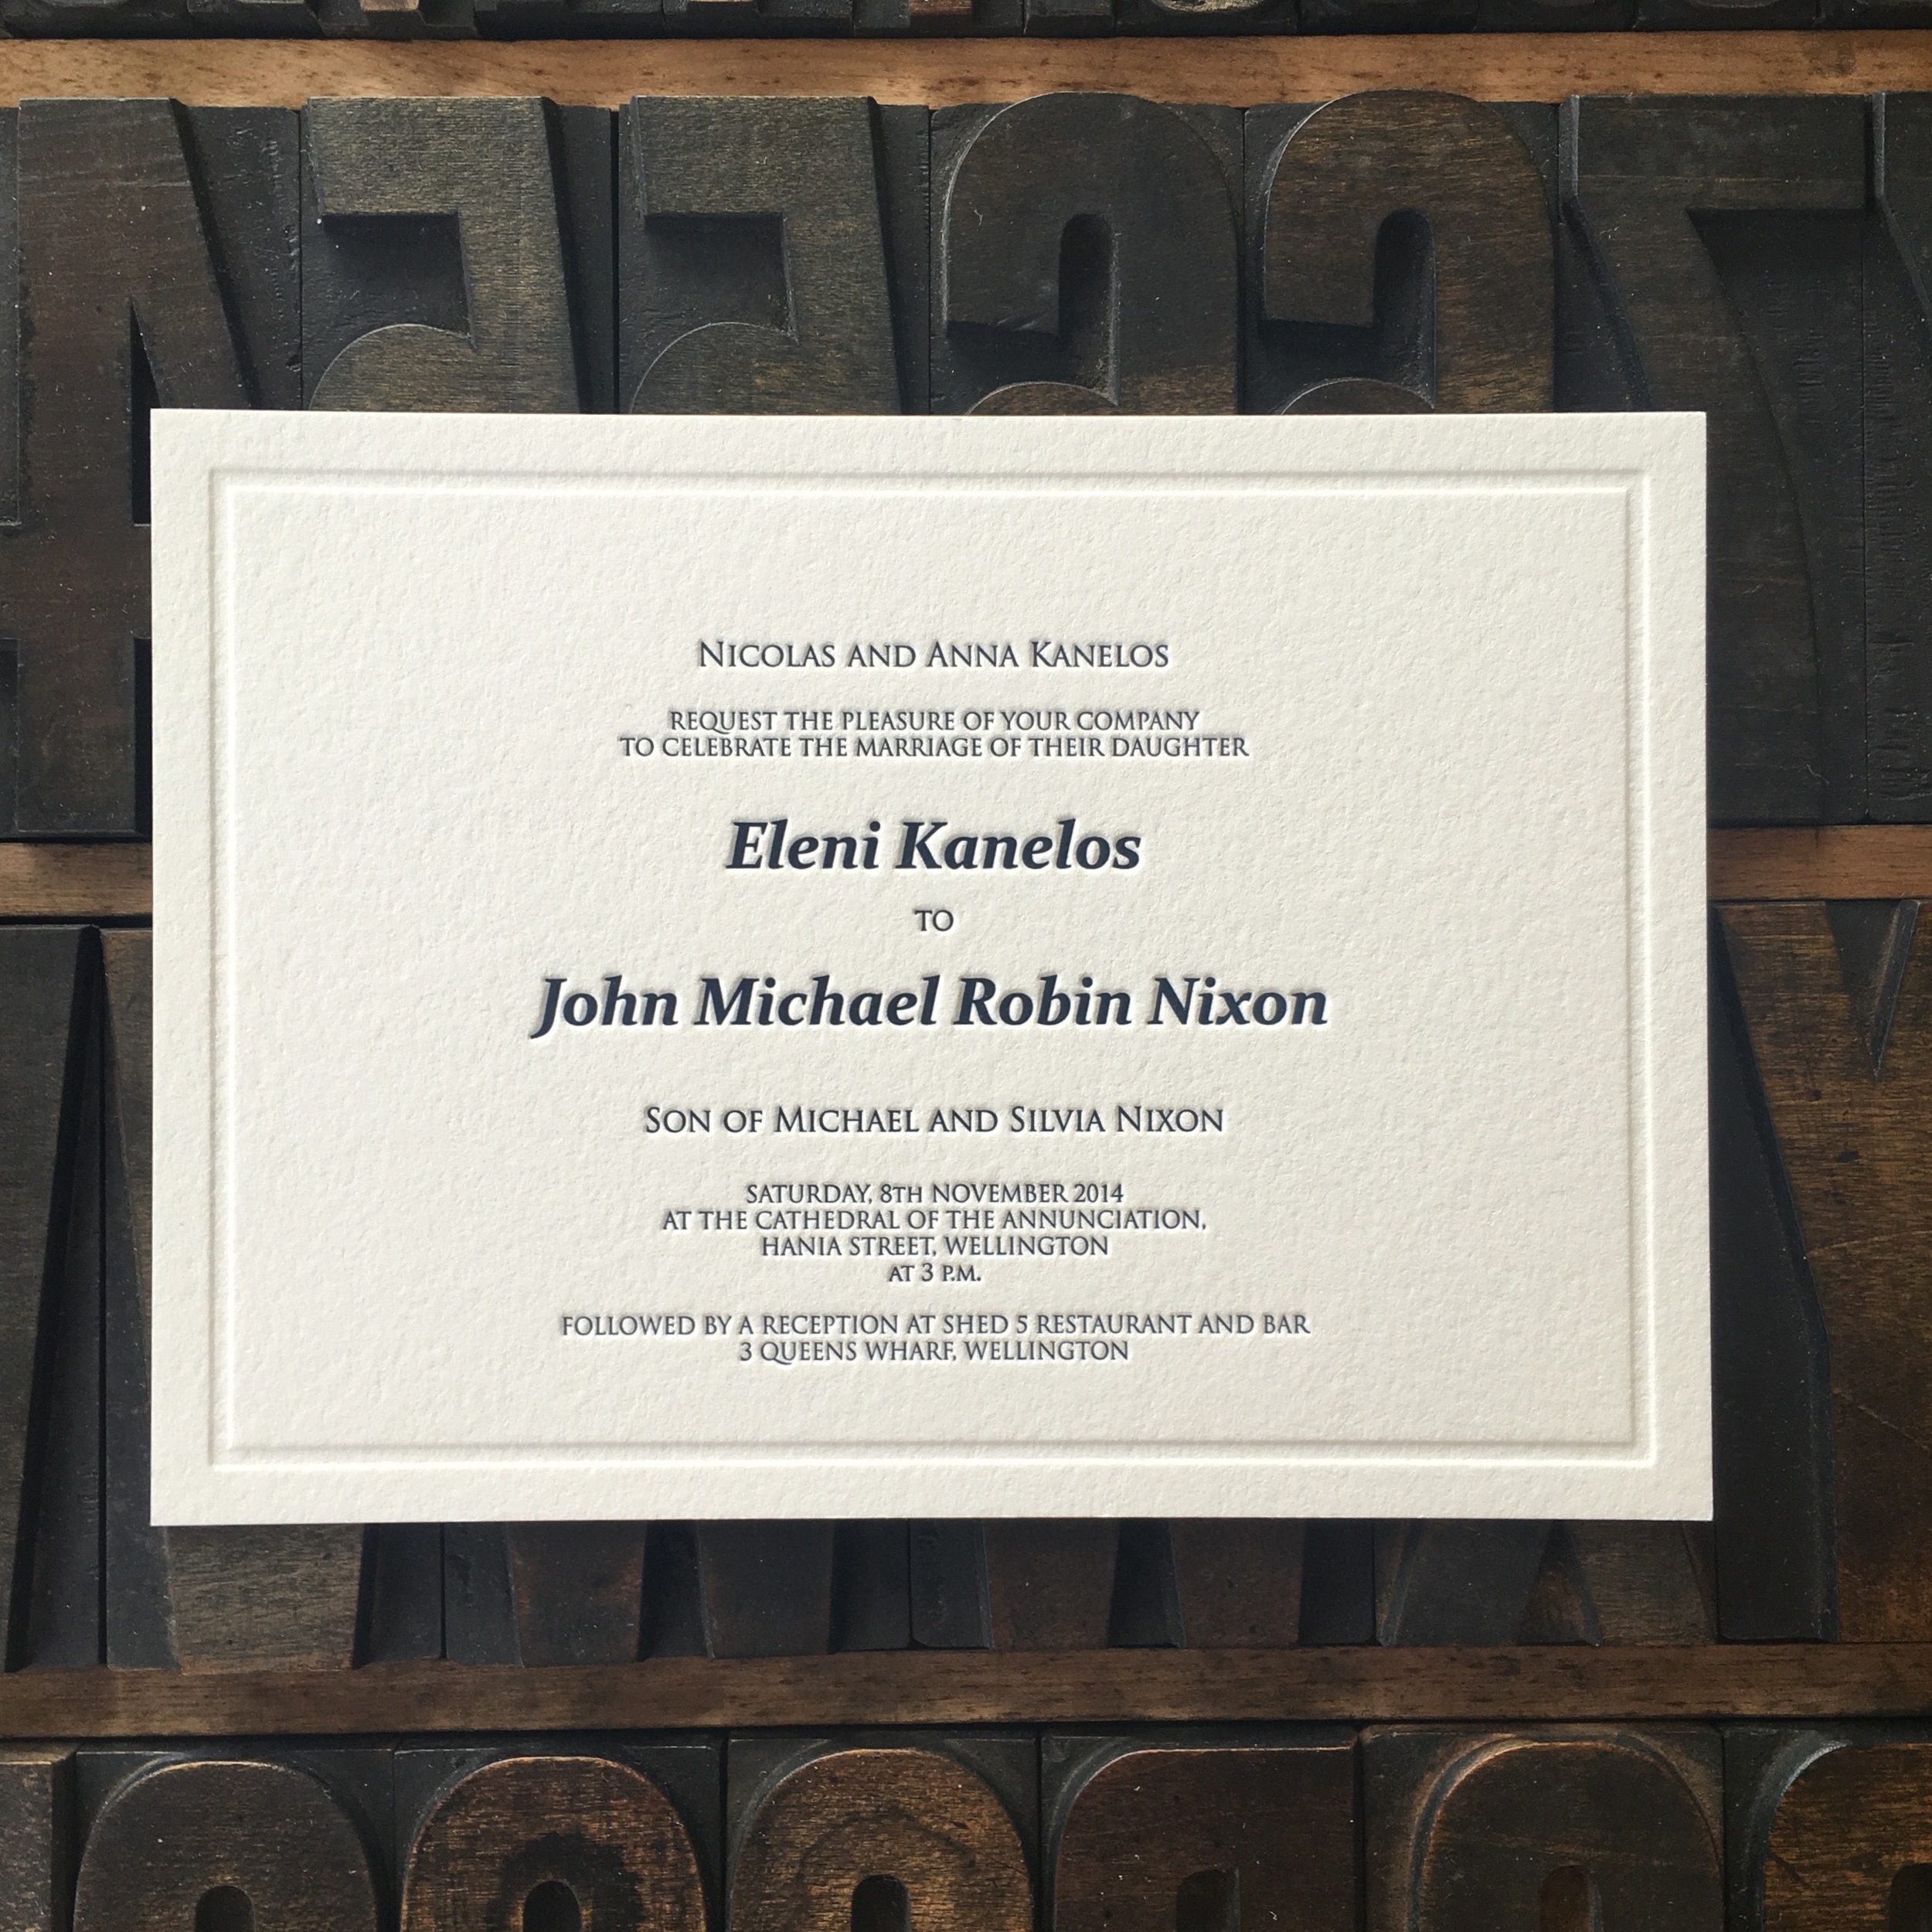 NICOLAS AND ANNA KANELOS
REQUEST THE PLEASURE OF YOUR COMPANY
TO CELEBRATE THE MARRIAGE OF THEIR DAUGHTER
Eleni Kanelos
TO
John Michael Robin Nixon
SON OF MICHAEL AND SILVIA NIXON
SATURDAY, 8TH NOVEMBER 2014
AT THE CATHEDRAL OF THE ANNUNCIATION,
HANIA STREET, WELLINGTON
AT 3 P.M.
FOLLOWED BY A RECEPTION AT SHED 5 RESTAURANT AND BAR
3 QUEENS WHARF, WELLINGTON